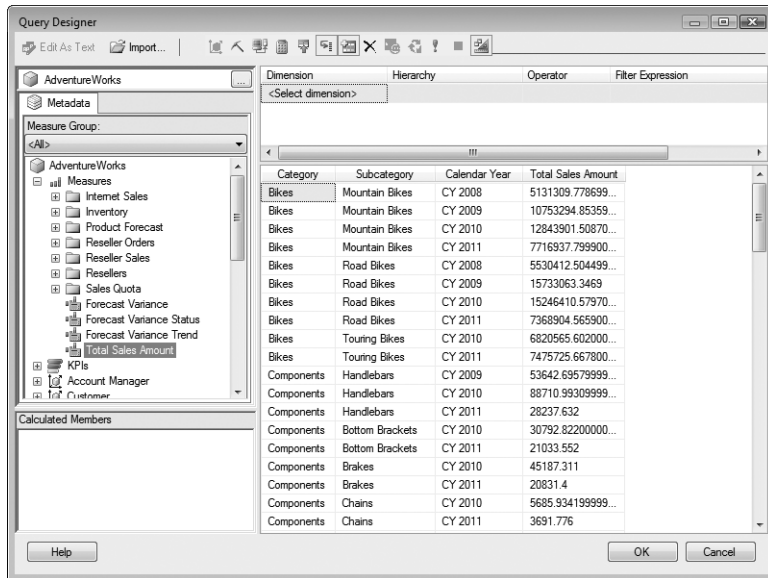 Query Designer
Edit As Text Import...
AdventureWorks ...
Metadata
Measure Group:
<All>
AdventureWorks
Measures
Internet Sales
Inventory
Product Forecast
Reseller Orders
Reseller Sales
Resellers
Sales Quota
Forecast Variance
Forecast Variance Status
Forecast Variance Trend
Total Sales Amount
KPIs
Account Manager
Customer
Calculated Members
Dimension Hierarchy Operator Filter Expression
<Select dimension>
Category Subcategory Calendar Year Total Sales Amount
Bikes Mountain Bikes CY 2008 5131309.778699...
Bikes Mountain Bikes CY 2009 10753294.85359...
Bikes Mountain Bikes CY 2010 12843901.50870...
Bikes Mountain Bikes CY 2011 7716937.799900...
Bikes Road Bikes CY 2008 5530412.504499...
Bikes Road Bikes CY 2009 15733063.3469
Bikes Road Bikes CY 2010 15246410.57970...
Bikes Road Bikes CY 2011 7368904.565900...
Bikes Touring Bikes CY 2010 6820565.602000...
Bikes Touring Bikes CY 2011 7475725.667800...
Components Handlebars CY 2009 53642.69579999...
Components Handlebars CY 2010 88710.99309999...
Components Handlebars CY 2011 28237.632
Components Bottom Brackets CY 2010 30792.82200000...
Components Bottom Brackets CY 2011 21033.552
Components Brakes CY 2010 45187.311
Components Brakes CY 2011 20831.4
Components Chains CY 2010 5685.934199999...
Components Chains CY 2011 3691.776
Help OK Cancel